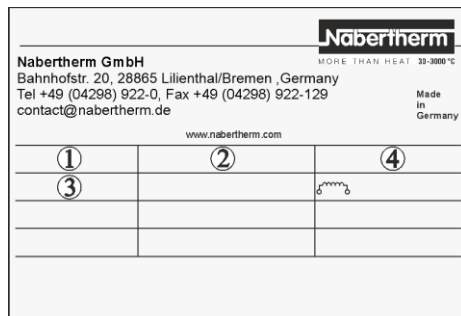 Nabertherm
MORE THAN HEAT 30-3000 °C
Nabertherm GmbH
Bahnhofstr. 20, 28865 Lilienthal/Bremen ,Germany
Tel +49 (04298) 922-0, Fax +49 (04298) 922-129
contact@nabertherm.de
Made
in
Germany
www.nabertherm.com
① ② ④
③